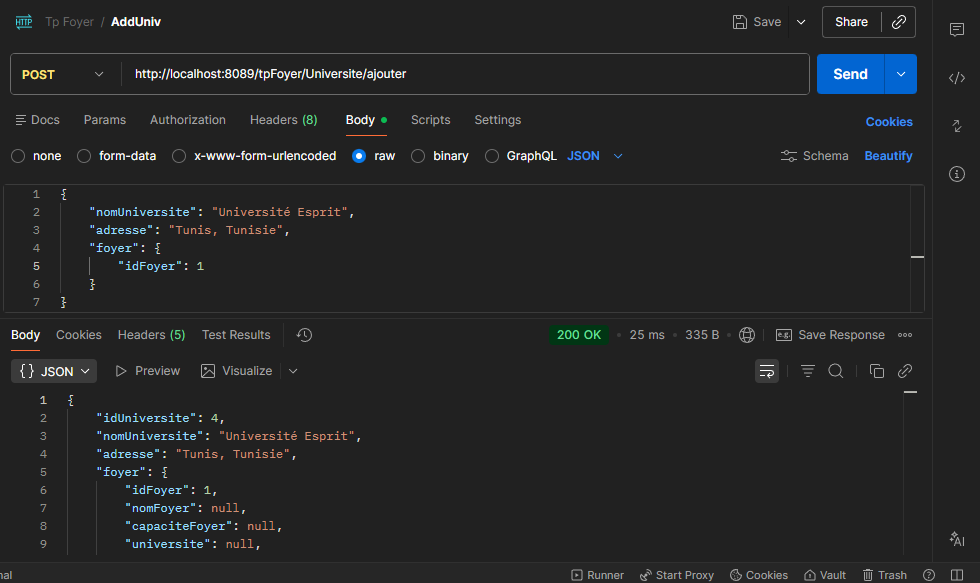 HTTP Tp Foyer / AddUniv Save Share
POST http://localhost:8089/tpFoyer/Universite/ajouter Send
Docs Params Authorization Headers (8) Body Scripts Settings Cookies
none form-data x-www-form-urlencoded raw binary GraphQL JSON Schema Beautify
1 {
2 "nomUniversite": "Université Esprit",
3 "adresse": "Tunis, Tunisie",
4 "foyer": {
5 "idFoyer": 1
6 }
7 }
Body Cookies Headers (5) Test Results 200 OK • 25 ms • 335 B • e.g. Save Response
{} JSON Preview Visualize
1 {
2 "idUniversite": 4,
3 "nomUniversite": "Université Esprit",
4 "adresse": "Tunis, Tunisie",
5 "foyer": {
6 "idFoyer": 1,
7 "nomFoyer": null,
8 "capaciteFoyer": null,
9 "universite": null,
AI
nal Runner Start Proxy Cookies Vault Trash